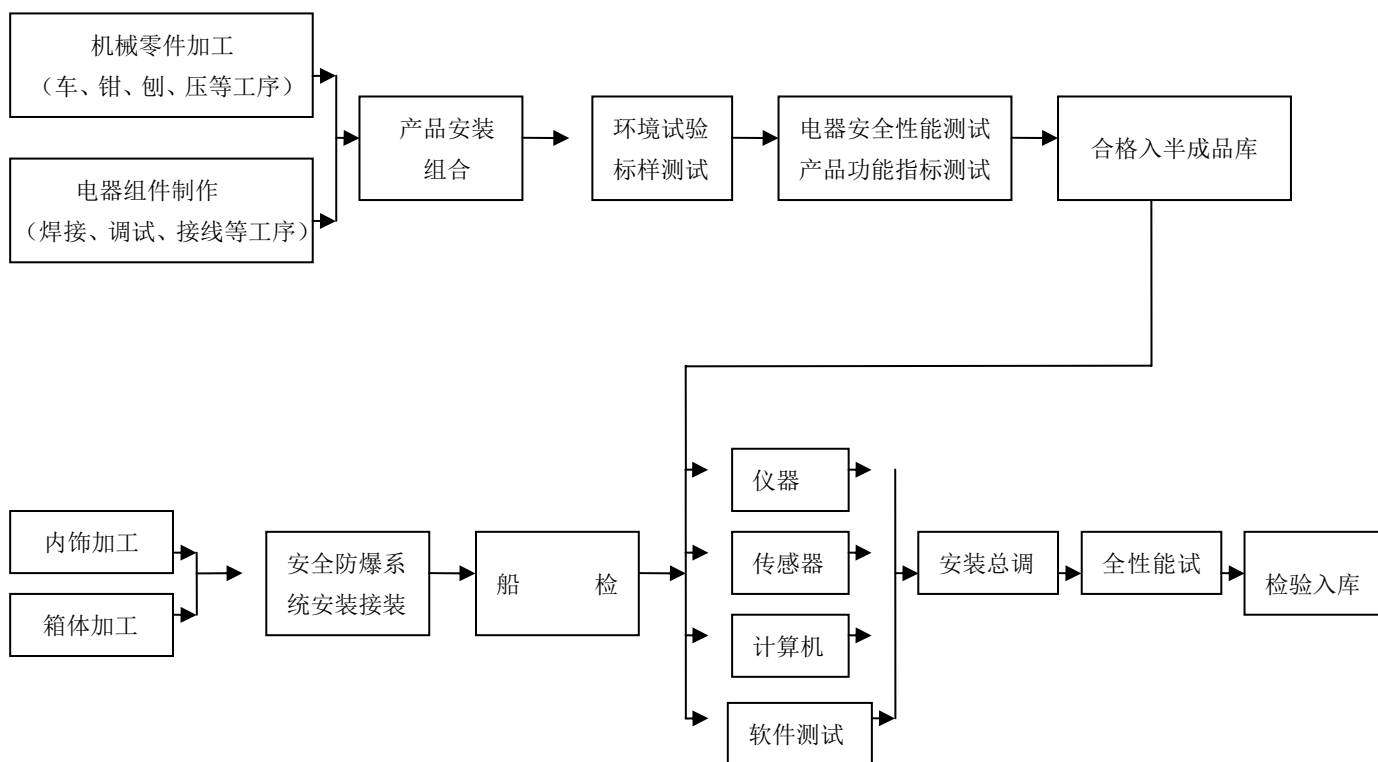 机械零件加工
（车、钳、刨、压等工序）
电器组件制作
（焊接、调试、接线等工序）
产品安装
组合
环境试验
标样测试
电器安全性能测试
产品功能指标测试
合格入半成品库
内饰加工
箱体加工
安全防爆系
统安装接装
船 检
仪器
传感器
计算机
软件测试
安装总调
全性能试
检验入库